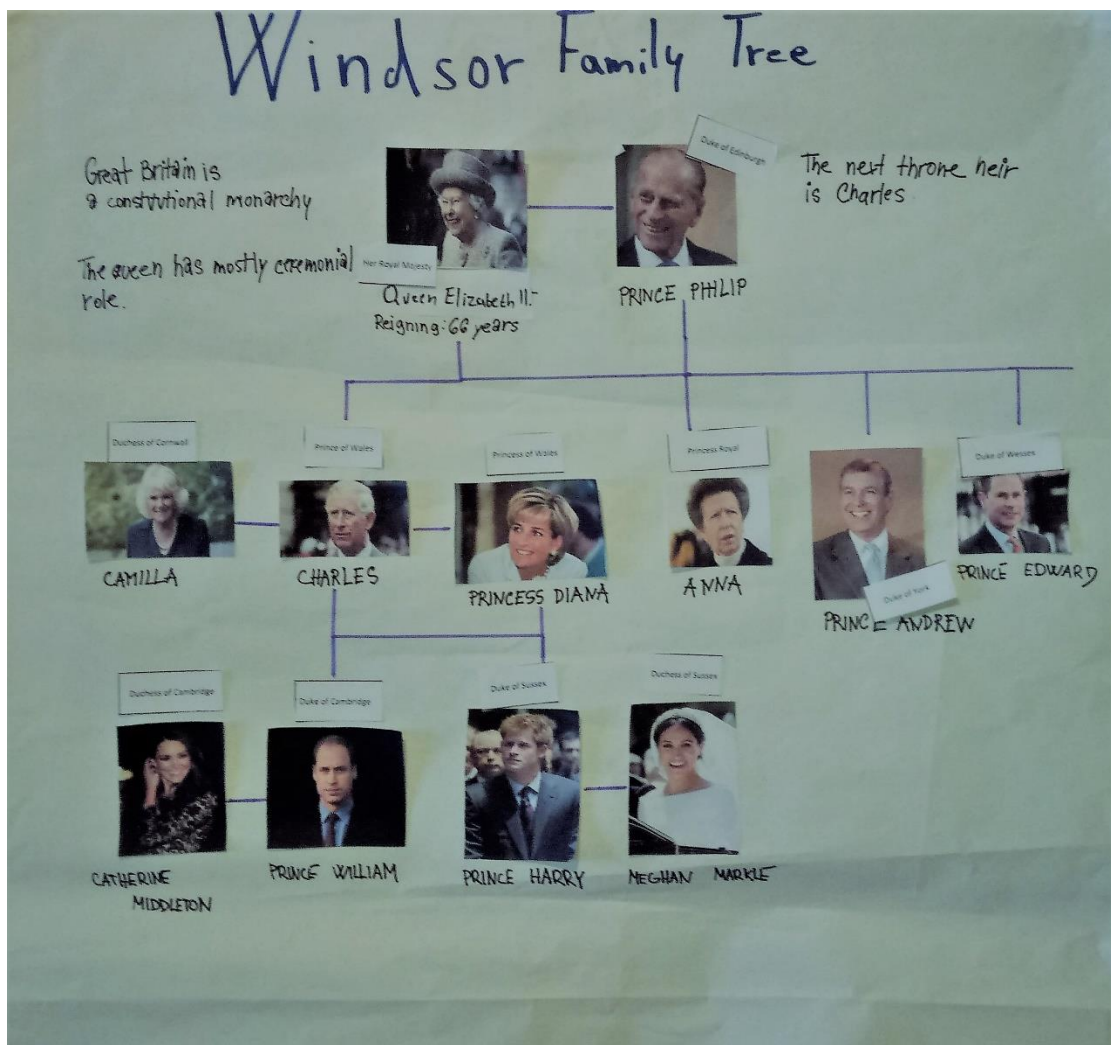 Windsor Family Tree
Great Britain is
a constitutional monarchy
The queen has mostly ceremonial
role.
Her Royal Majesty
Queen Elizabeth II.
Reigning: 66 years
Duke of Edinburgh
PRINCE PHILIP
The next throne heir
is Charles
Duchess of Cornwall
CAMILLA
Prince of Wales
CHARLES
Princess of Wales
PRINCESS DIANA
Princess Royal
ANNA
Duke of York
PRINCE ANDREW
Duke of Wessex
PRINCE EDWARD
Duchess of Cambridge
CATHERINE
MIDDLETON
Duke of Cambridge
PRINCE WILLIAM
Duke of Sussex
PRINCE HARRY
Duchess of Sussex
MEGHAN MARKLE